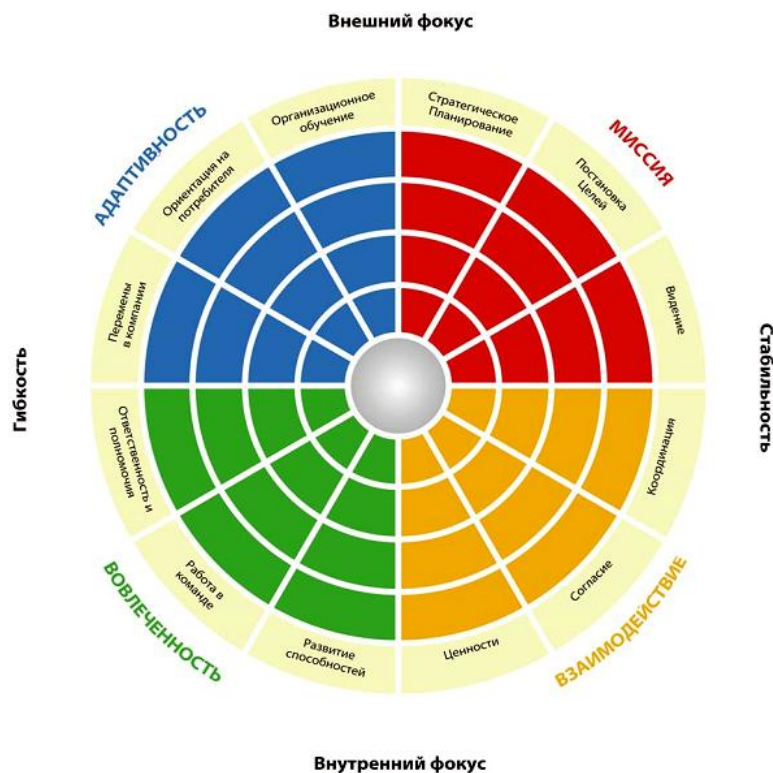 Внешний фокус
Организационное
обучение
Стратегическое
Планирование
АДАПТИВНОСТЬ
МИССИЯ
Ориентация на
потребителя
Постановка
Целей
Перемены
в компании
Видение
Гибкость
Стабильность
Ответственность и
полномочия
Координация
Работа в
команде
Согласие
ВОВЛЕЧЕННОСТЬ
ВЗАИМОДЕЙСТВИЕ
Развитие
способностей
Ценности
Внутренний фокус